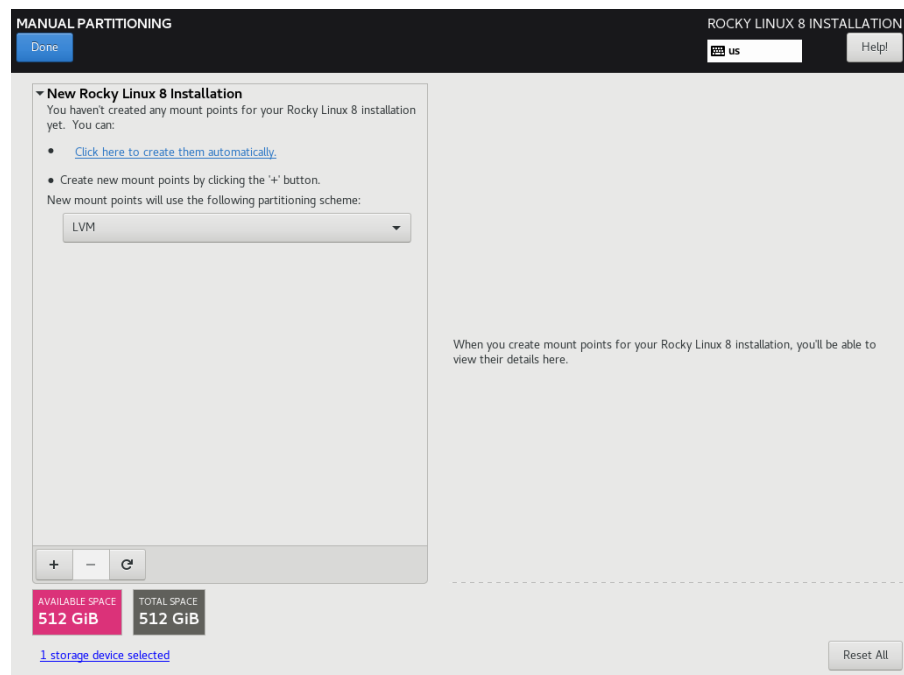 MANUAL PARTITIONING
ROCKY LINUX 8 INSTALLATION
Done
us
Help!
New Rocky Linux 8 Installation
You haven't created any mount points for your Rocky Linux 8 installation
yet. You can:
• Click here to create them automatically.
• Create new mount points by clicking the '+' button.
New mount points will use the following partitioning scheme:
LVM
When you create mount points for your Rocky Linux 8 installation, you'll be able to
view their details here.
+ −
AVAILABLE SPACE
512 GiB
TOTAL SPACE
512 GiB
1 storage device selected
Reset All